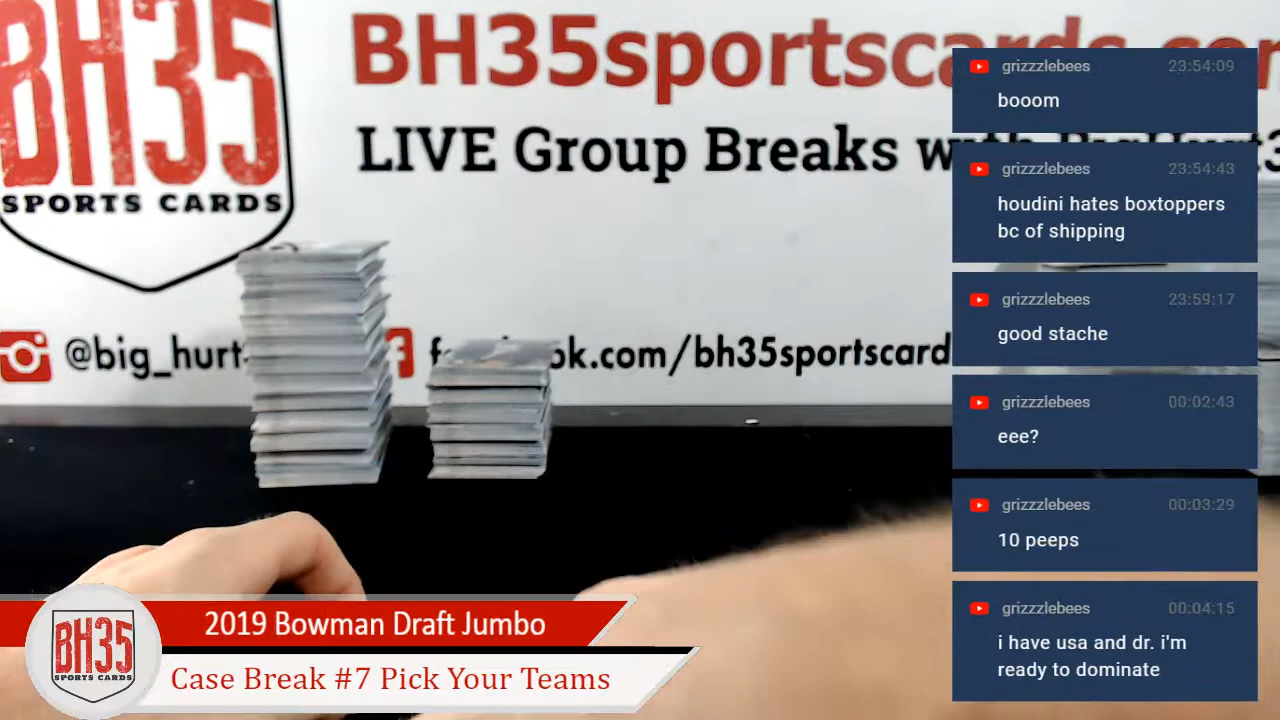 BH35
SPORTS CARDS
BH35sportscards.com
LIVE Group Breaks with
@big_hurt
/bh35sportscard
grizzzlebees 23:54:09
booom
grizzzlebees 23:54:43
houdini hates boxtoppers
bc of shipping
grizzzlebees 23:59:17
good stache
grizzzlebees 00:02:43
eee?
grizzzlebees 00:03:29
10 peeps
grizzzlebees 00:04:15
i have usa and dr. i'm
ready to dominate
BH35
SPORTS CARDS
2019 Bowman Draft Jumbo
Case Break #7 Pick Your Teams